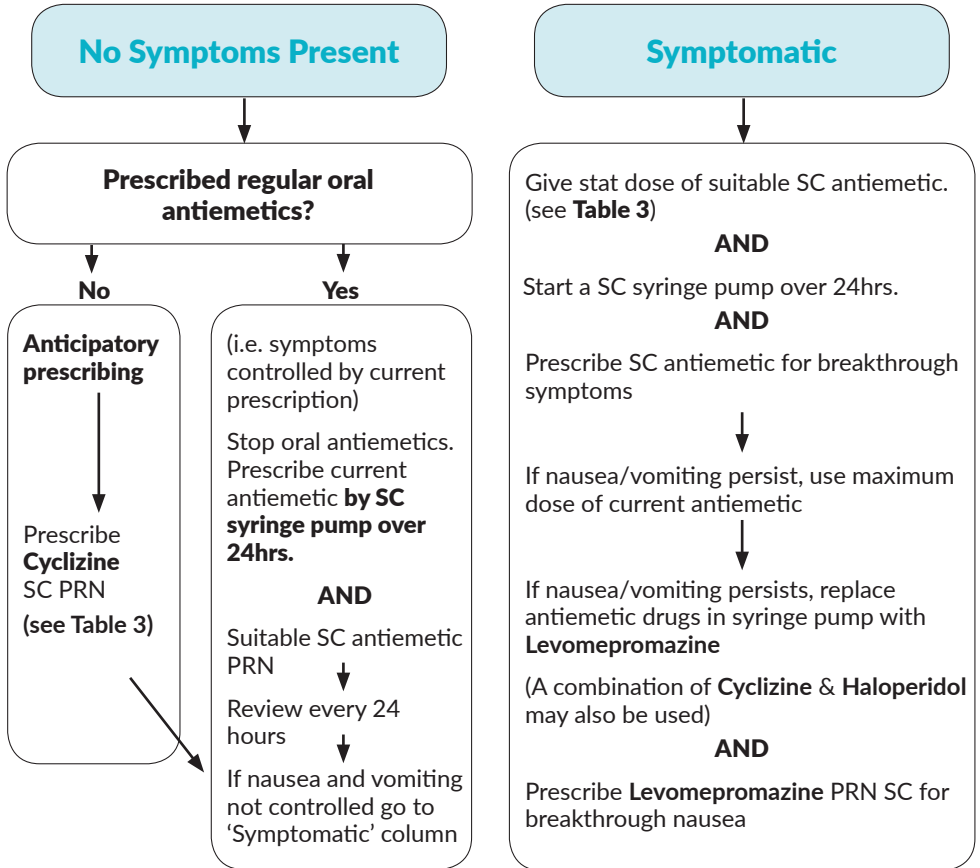 No Symptoms Present
Prescribed regular oral
antiemetics?
No
Anticipatory
prescribing
Prescribe
Cyclizine
SC PRN
(see Table 3)
Yes
(i.e. symptoms
controlled by current
prescription)
Stop oral antiemetics.
Prescribe current
antiemetic by SC
syringe pump over
24hrs.
AND
Suitable SC antiemetic
PRN
Review every 24
hours
If nausea and vomiting
not controlled go to
‘Symptomatic’ column
Symptomatic
Give stat dose of suitable SC antiemetic.
(see Table 3)
AND
Start a SC syringe pump over 24hrs.
AND
Prescribe SC antiemetic for breakthrough
symptoms
If nausea/vomiting persist, use maximum
dose of current antiemetic
If nausea/vomiting persists, replace
antiemetic drugs in syringe pump with
Levomepromazine
(A combination of Cyclizine & Haloperidol
may also be used)
AND
Prescribe Levomepromazine PRN SC for
breakthrough nausea